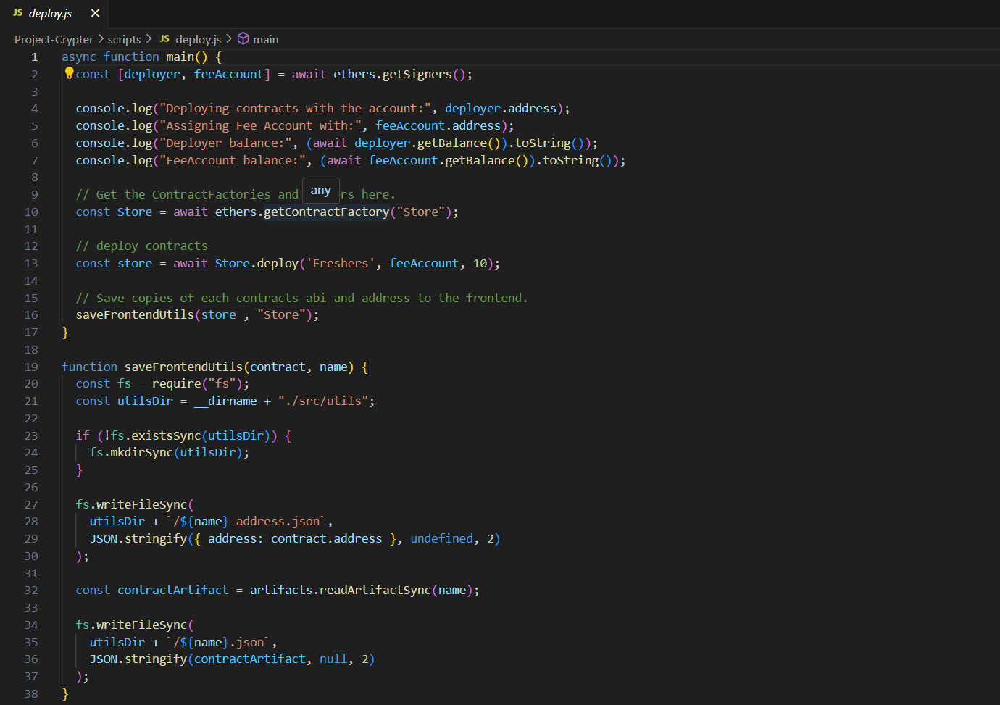 JS deploy.js ×
Project-Crypter > scripts > JS deploy.js > main
1 async function main() {
2 const [deployer, feeAccount] = await ethers.getSigners();
3
4 console.log("Deploying contracts with the account:", deployer.address);
5 console.log("Assigning Fee Account with:", feeAccount.address);
6 console.log("Deployer balance:", (await deployer.getBalance()).toString());
7 console.log("FeeAccount balance:", (await feeAccount.getBalance()).toString());
8
any
9 // Get the ContractFactories and rs here.
10 const Store = await ethers.getContractFactory("Store");
11
12 // deploy contracts
13 const store = await Store.deploy('Freshers', feeAccount, 10);
14
15 // Save copies of each contracts abi and address to the frontend.
16 saveFrontendUtils(store , "Store");
17 }
18
19 function saveFrontendUtils(contract, name) {
20 const fs = require("fs");
21 const utilsDir = __dirname + "./src/utils";
22
23 if (!fs.existsSync(utilsDir)) {
24 fs.mkdirSync(utilsDir);
25 }
26
27 fs.writeFileSync(
28 utilsDir + `/${name}-address.json`,
29 JSON.stringify({ address: contract.address }, undefined, 2)
30 );
31
32 const contractArtifact = artifacts.readArtifactSync(name);
33
34 fs.writeFileSync(
35 utilsDir + `/${name}.json`,
36 JSON.stringify(contractArtifact, null, 2)
37 );
38 }